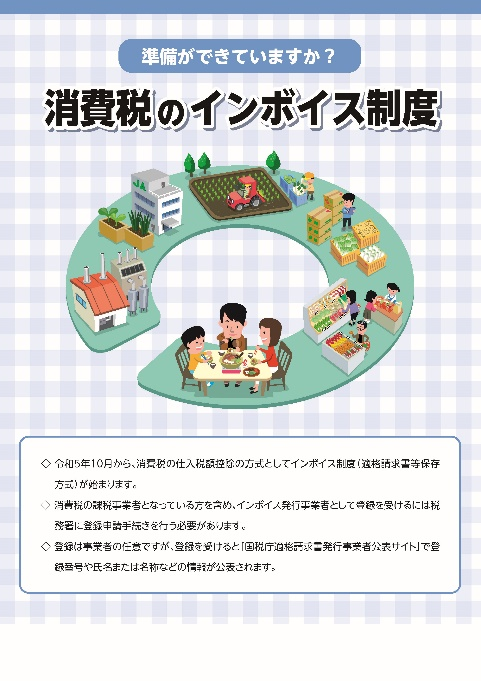 準備ができていますか？
消費税のインボイス制度
JA
◇ 令和5年10月から、消費税の仕入税額控除の方式としてインボイス制度（適格請求書等保存
方式）が始まります。
◇ 消費税の課税事業者となっている方を含め、インボイス発行事業者として登録を受けるには税
務署に登録申請手続きを行う必要があります。
◇ 登録は事業者の任意ですが、登録を受けると「国税庁適格請求書発行事業者公表サイト」で登
録番号や氏名または名称などの情報が公表されます。